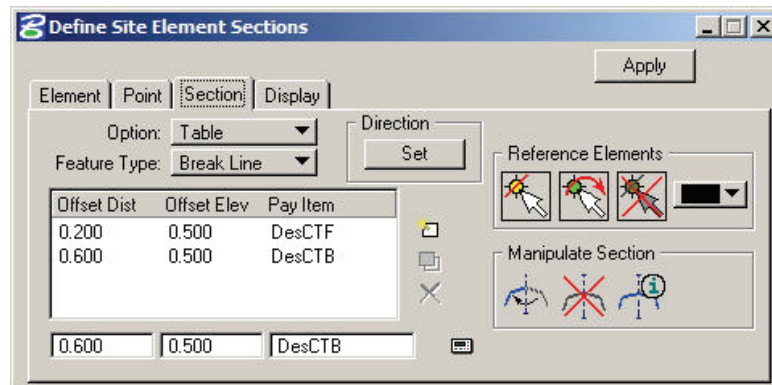 Define Site Element Sections
Apply
Element Point Section Display
Option: Table
Feature Type: Break Line
Direction
Set
Offset Dist Offset Elev Pay Item
0.200 0.500 DesCTF
0.600 0.500 DesCTB
0.600 0.500 DesCTB
Reference Elements
Manipulate Section